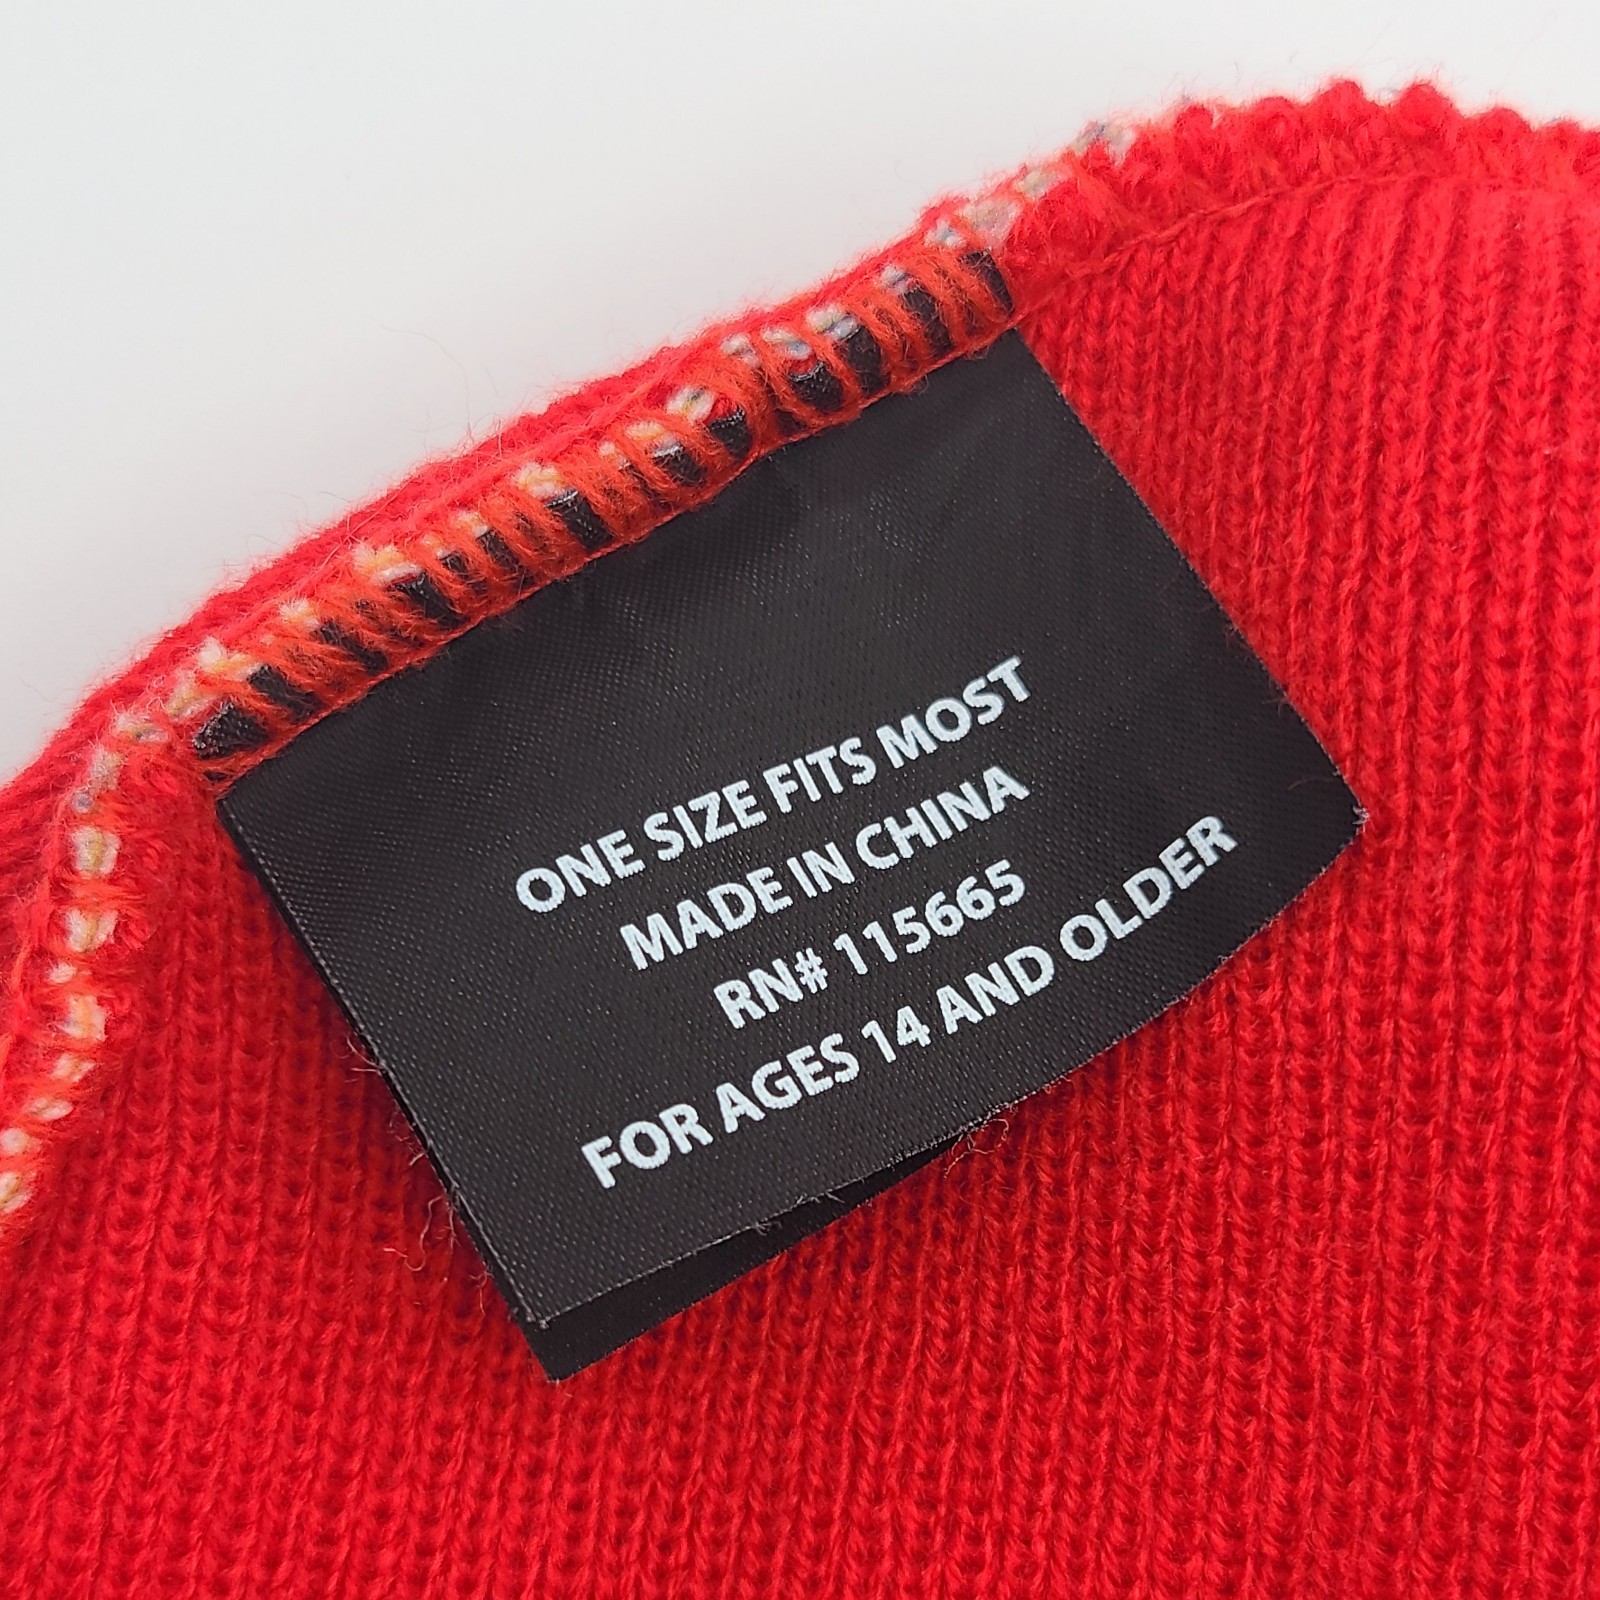 ONE SIZE FITS MOST
MADE IN CHINA
RN# 115665
FOR AGES 14 AND OLDER